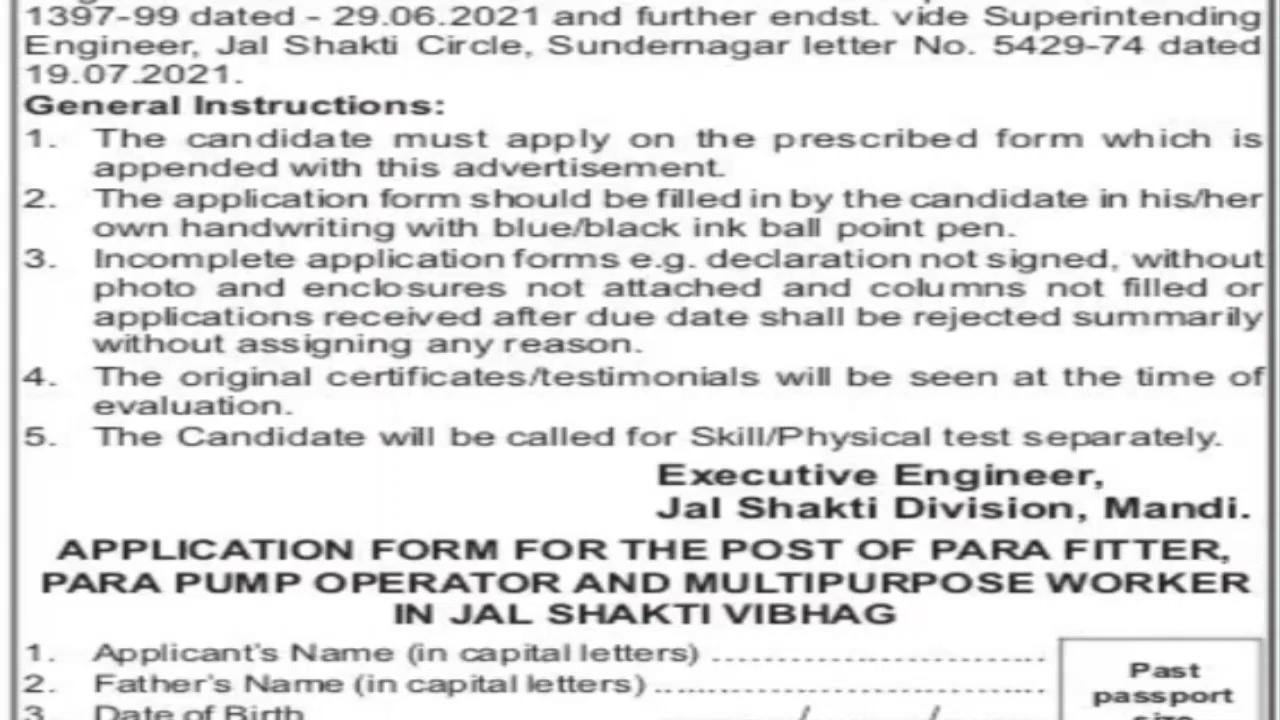 1397-99 dated - 29.06.2021 and further endst. vide Superintending
Engineer, Jal Shakti Circle, Sundernagar letter No. 5429-74 dated
19.07.2021.
General Instructions:
1. The candidate must apply on the prescribed form which is
appended with this advertisement.
2. The application form should be filled in by the candidate in his/her
own handwriting with blue/black ink ball point pen.
3. Incomplete application forms e.g. declaration not signed, without
photo and enclosures not attached and columns not filled or
applications received after due date shall be rejected summarily
without assigning any reason.
4. The original certificates/testimonials will be seen at the time of
evaluation.
5. The Candidate will be called for Skill/Physical test separately.
Executive Engineer,
Jal Shakti Division, Mandi.
APPLICATION FORM FOR THE POST OF PARA FITTER,
PARA PUMP OPERATOR AND MULTIPURPOSE WORKER
IN JAL SHAKTI VIBHAG
1. Applicant's Name (in capital letters) ..............................
2. Father's Name (in capital letters) ...................................
3. Date of Birth ............/.........../...........
Past
passport
size